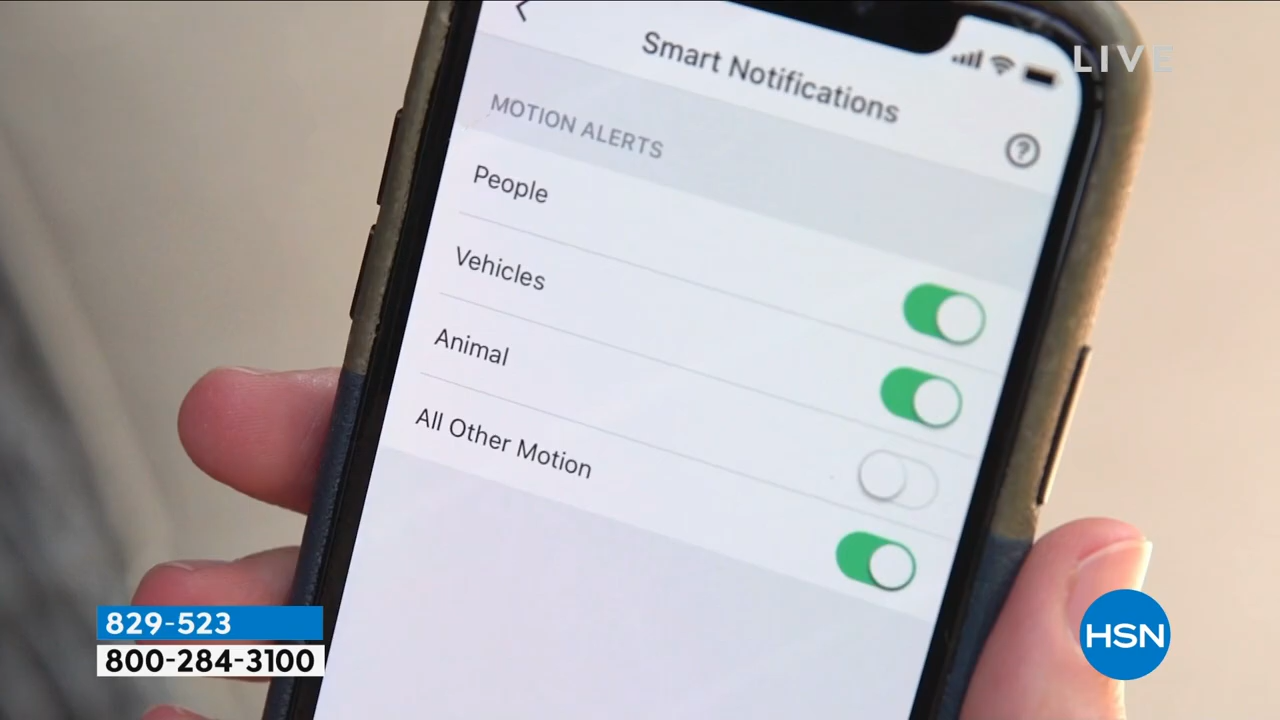 LIVE
Smart Notifications
?
MOTION ALERTS
People
Vehicles
Animal
All Other Motion
829-523
800-284-3100
HSN